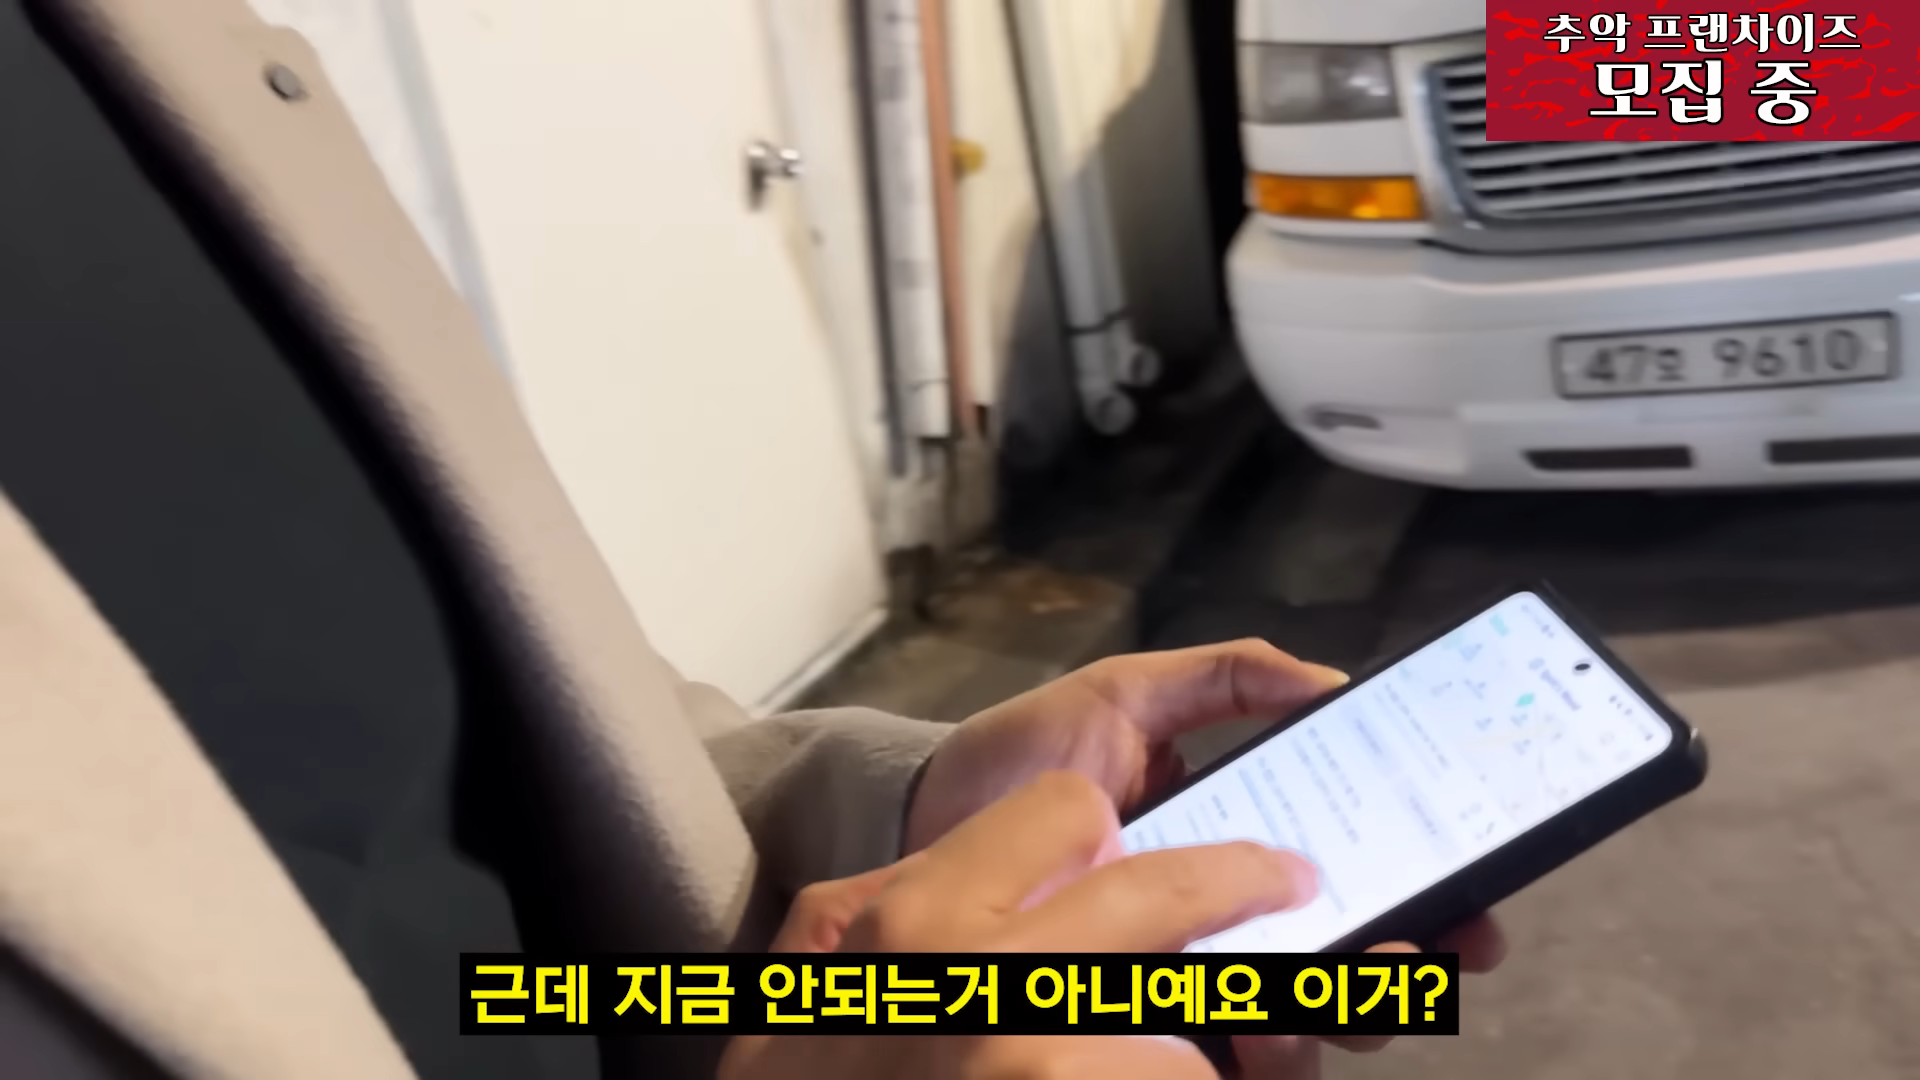 추악 프랜차이즈
모집 중
47모 9610
근데 지금 안되는거 아니예요 이거?